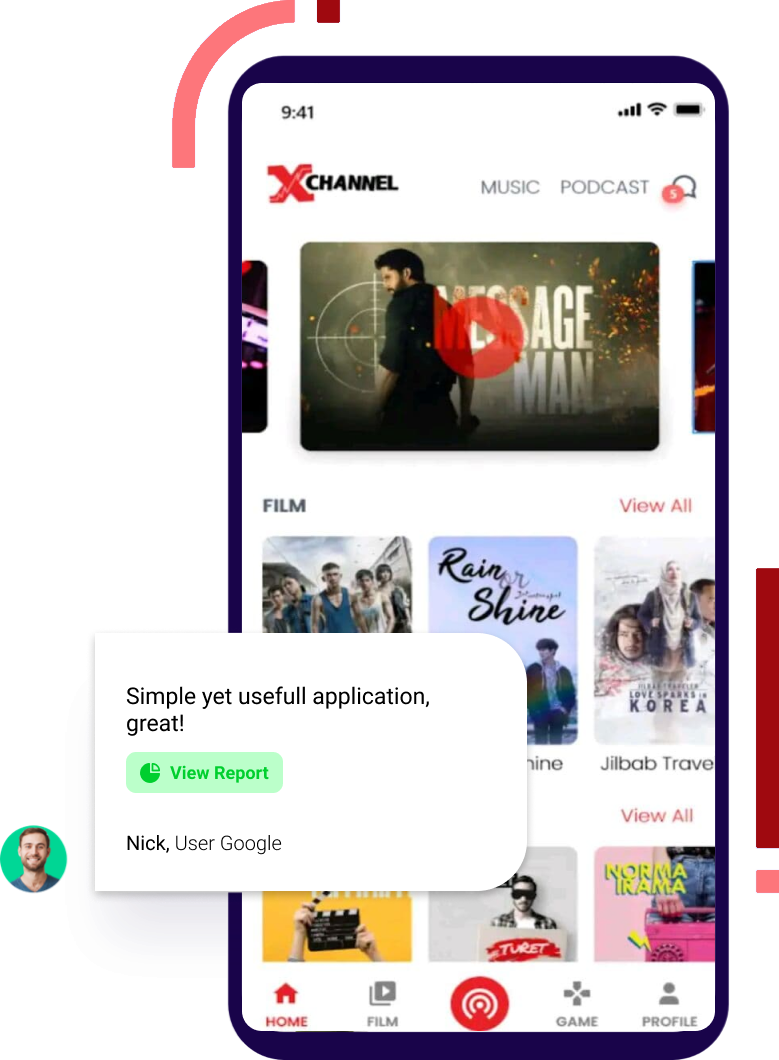 9:41
XCHANNEL
MUSIC PODCAST 5
MESSAGE
MAN
FILM View All
Rain or
Shine
JILBAB TRAVELER
LOVE SPARKS IN
KOREA
Simple yet usefull application,
great!
View Report
Nick, User Google
Jilbab Trave
View All
NORMA
IRAMA
TURET
HOME FILM GAME PROFILE